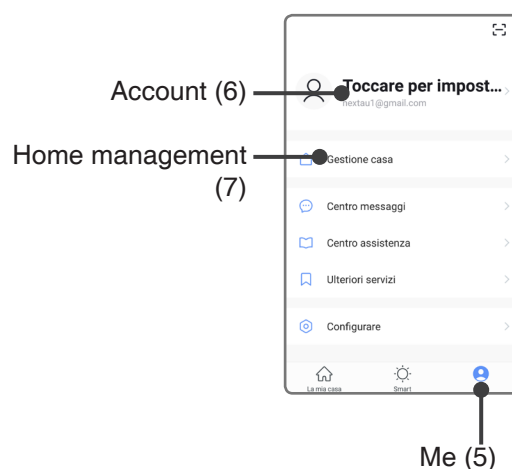 Account (6)
Toccare per impost...
nextau1@gmail.com
Home management
(7)
Gestione casa
Centro messaggi
Centro assistenza
Ulteriori servizi
Configurare
La mia casa
Smart
Me (5)